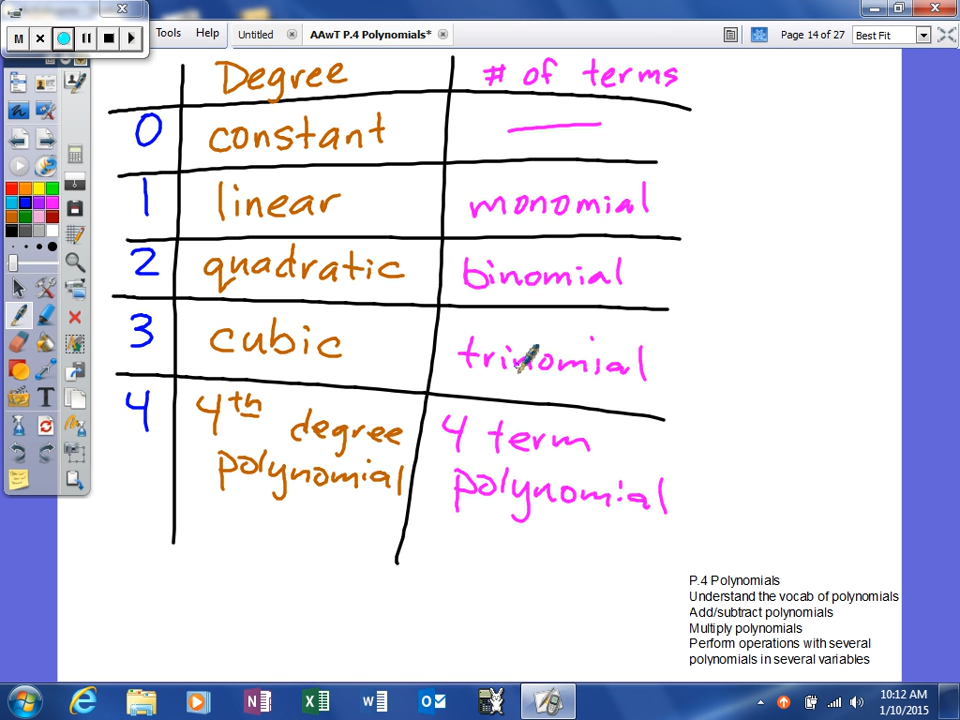 M
Tools Help Untitled AAwT P.4 Polynomials* Page 14 of 27 Best Fit
Degree # of terms
0 constant —
1 linear monomial
2 quadratic binomial
3 cubic trinomial
4 4th degree 4 term
polynomial polynomial
T
P.4 Polynomials
Understand the vocab of polynomials
Add/subtract polynomials
Multiply polynomials
Perform operations with several
polynomials in several variables
10:12 AM
1/10/2015